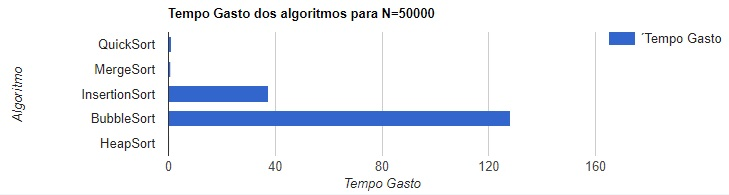 Tempo Gasto dos algoritmos para N=50000
´Tempo Gasto
Algoritmo
QuickSort
MergeSort
InsertionSort
BubbleSort
HeapSort
0 40 80 120 160
Tempo Gasto